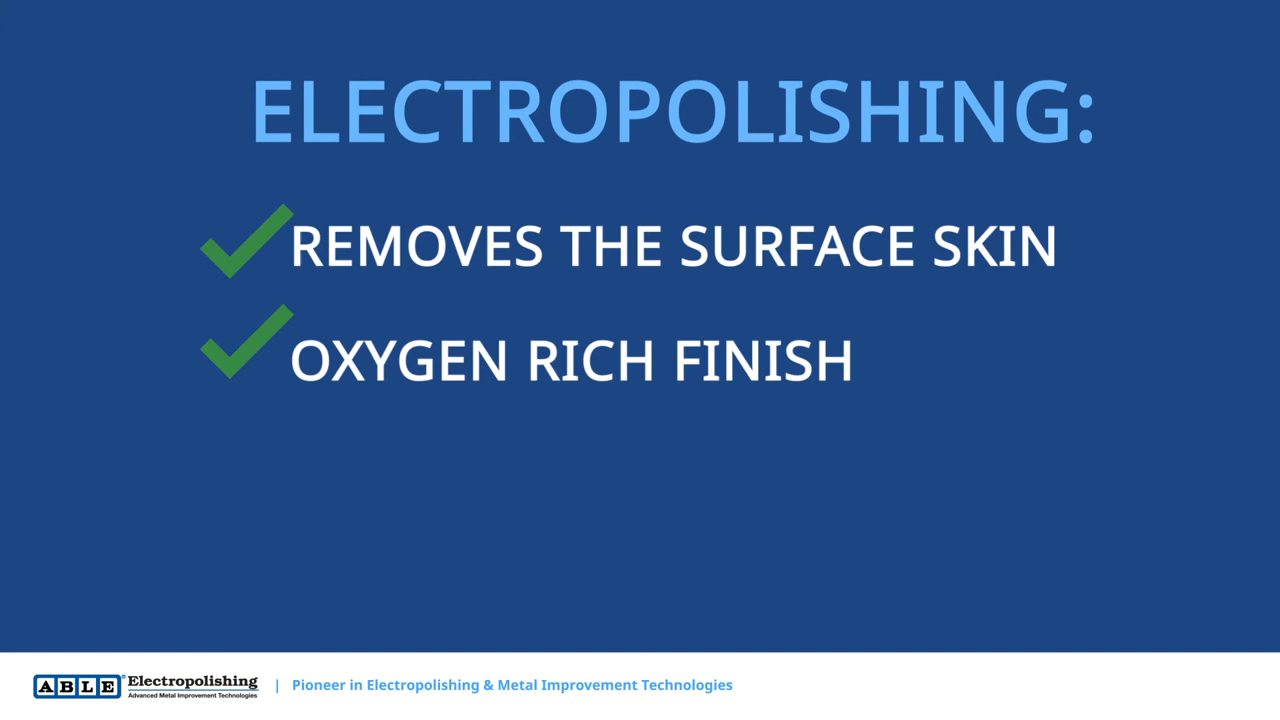 ELECTROPOLISHING:
REMOVES THE SURFACE SKIN
OXYGEN RICH FINISH
ABLE® Electropolishing
Advanced Metal Improvement Technologies
| Pioneer in Electropolishing & Metal Improvement Technologies